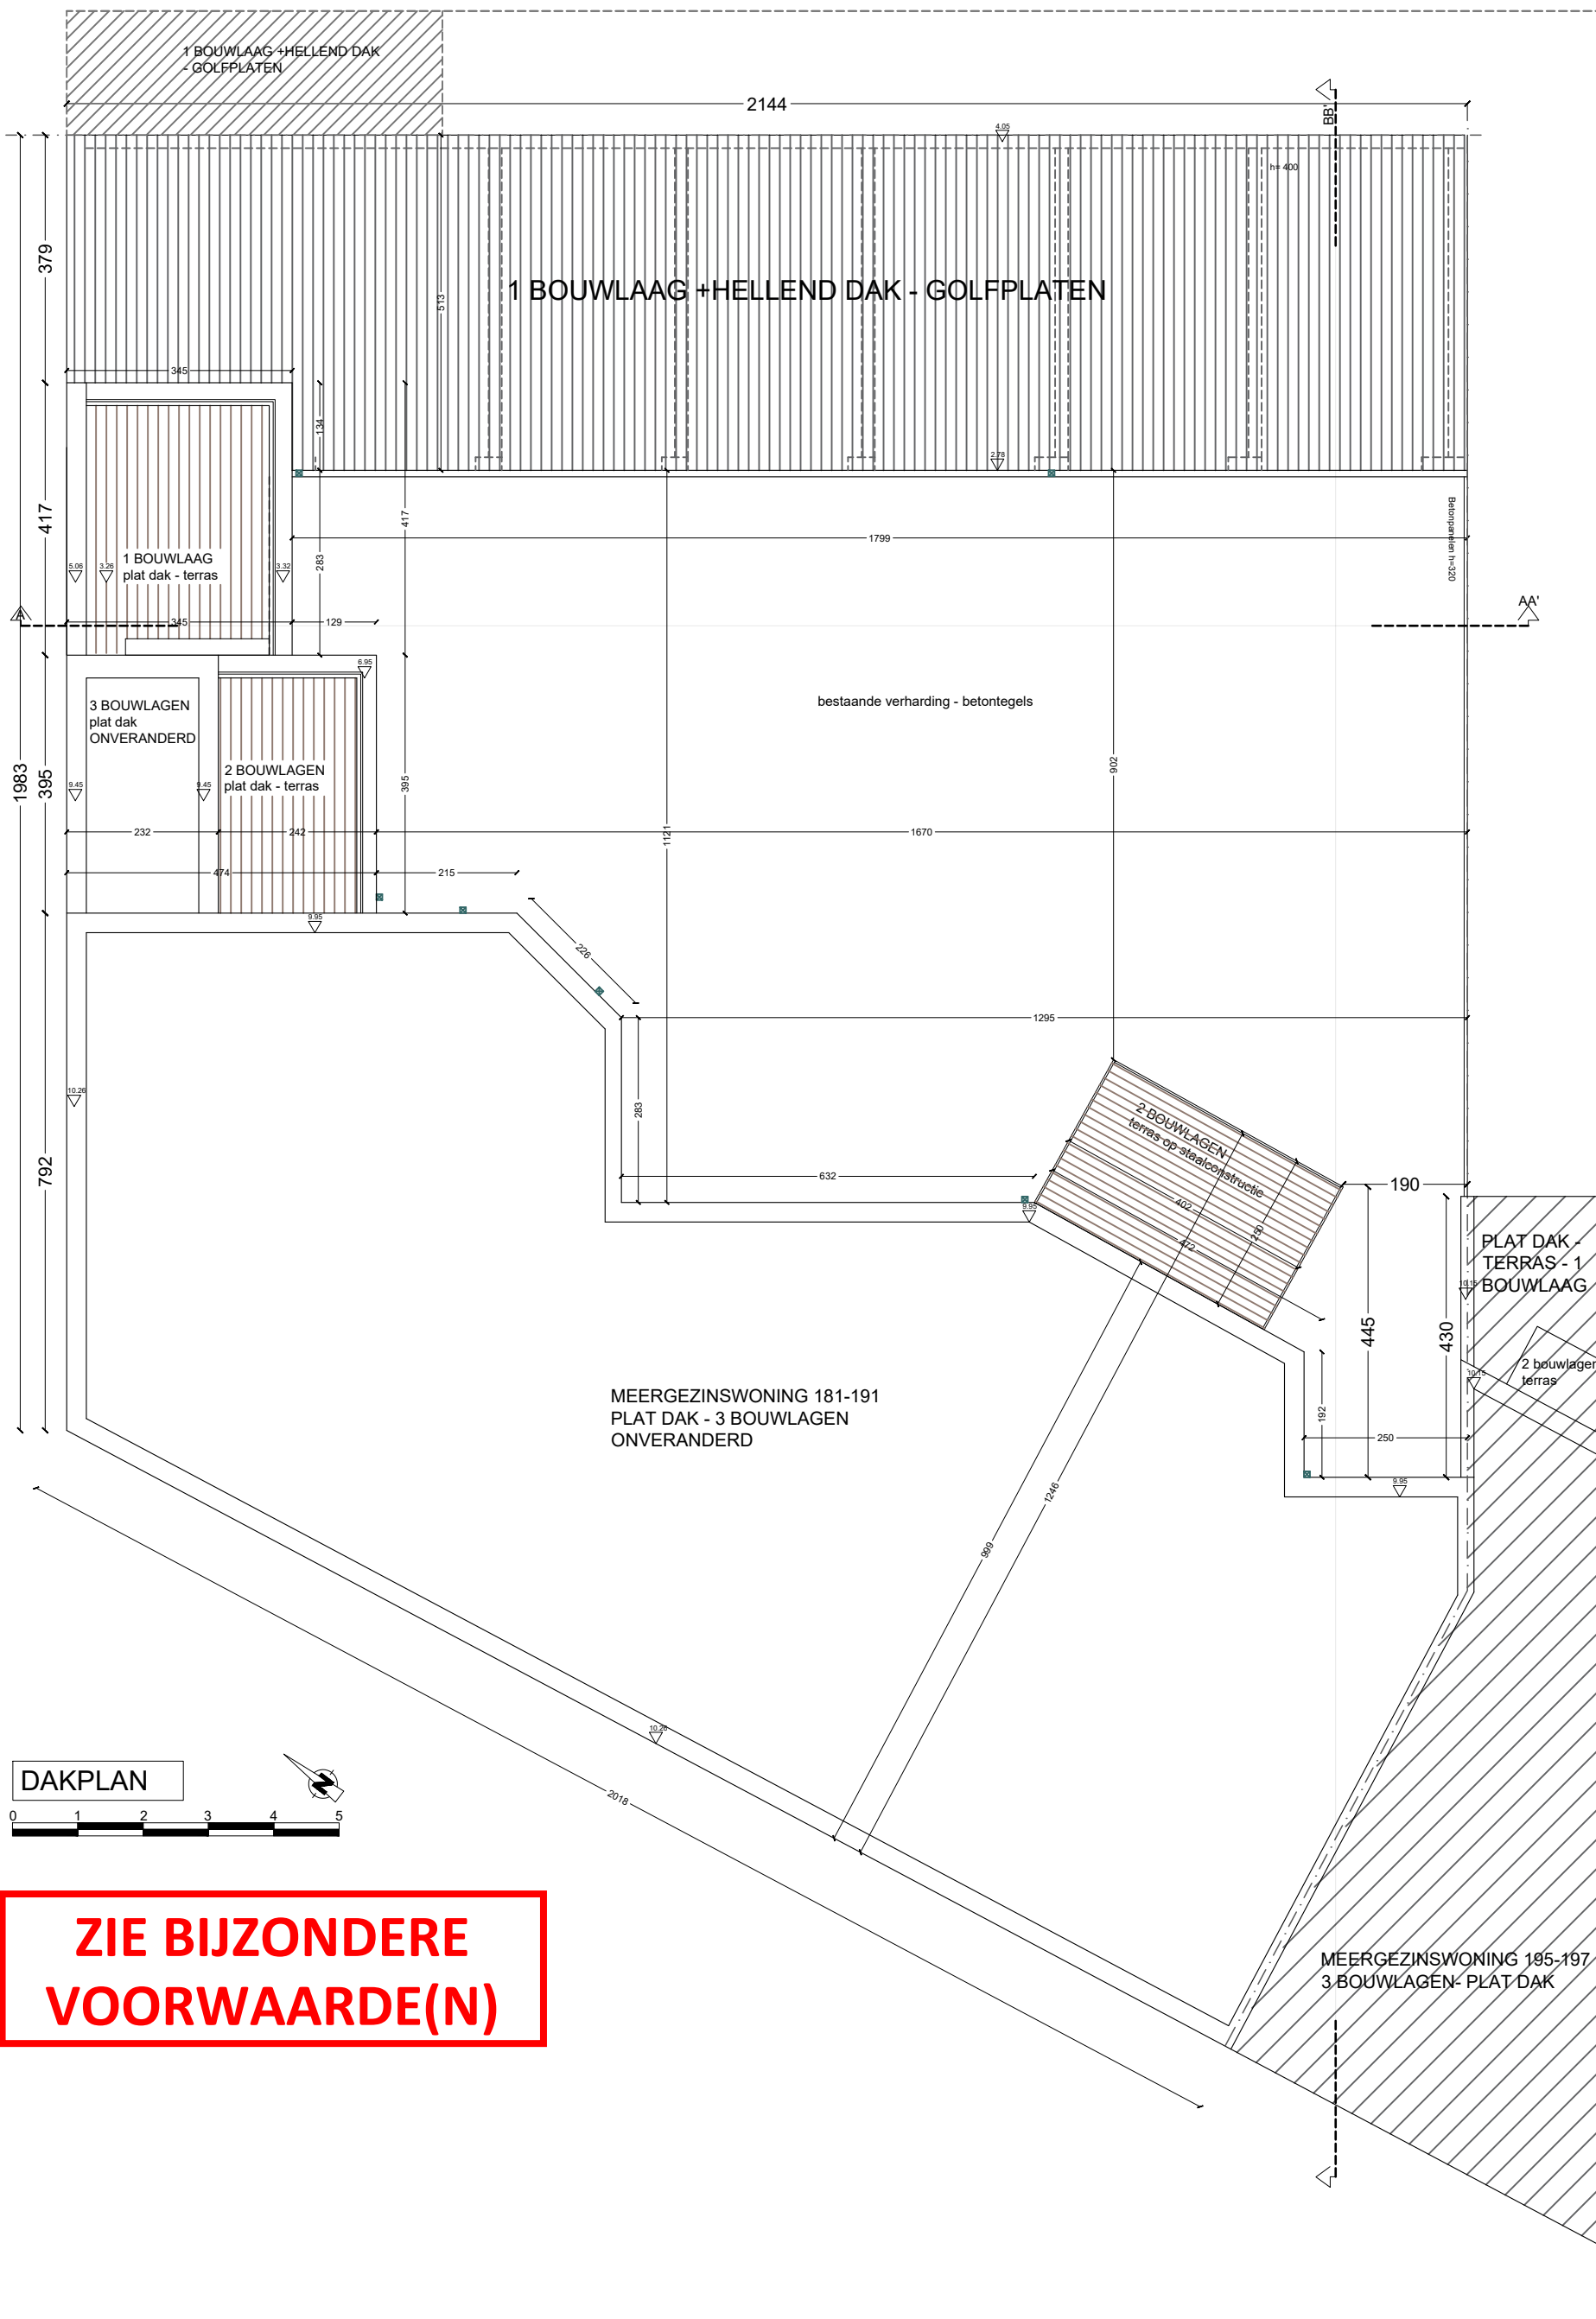 1 BOUWLAAG +HELLEND DAK
- GOLFPLATEN
2144
BB'
4.05
h= 400
379
513
1 BOUWLAAG +HELLEND DAK - GOLFPLATEN
345
134
2.78
417
417
283
1799
Betonpanelen h=320
1 BOUWLAAG
plat dak - terras
5.06
3.26
3.32
A
345
129
AA'
6.95
3 BOUWLAGEN
plat dak
ONVERANDERD
bestaande verharding - betontegels
2 BOUWLAGEN
plat dak - terras
1983
395
395
902
9.45
9.45
232
242
1121
1670
474
215
9.95
226
1295
10.26
283
2 BOUWLAGEN
terras op staalconstructie
792
632
190
402
250
472
9.95
PLAT DAK -
TERRAS - 1
BOUWLAAG
10.15
445
430
2 bouwlagen
terras
10.15
MEERGEZINSWONING 181-191
PLAT DAK - 3 BOUWLAGEN
ONVERANDERD
192
250
9.95
1246
999
10.26
2018
DAKPLAN
N
0 1 2 3 4 5
ZIE BIJZONDERE
VOORWAARDE(N)
MEERGEZINSWONING 195-197
3 BOUWLAGEN- PLAT DAK